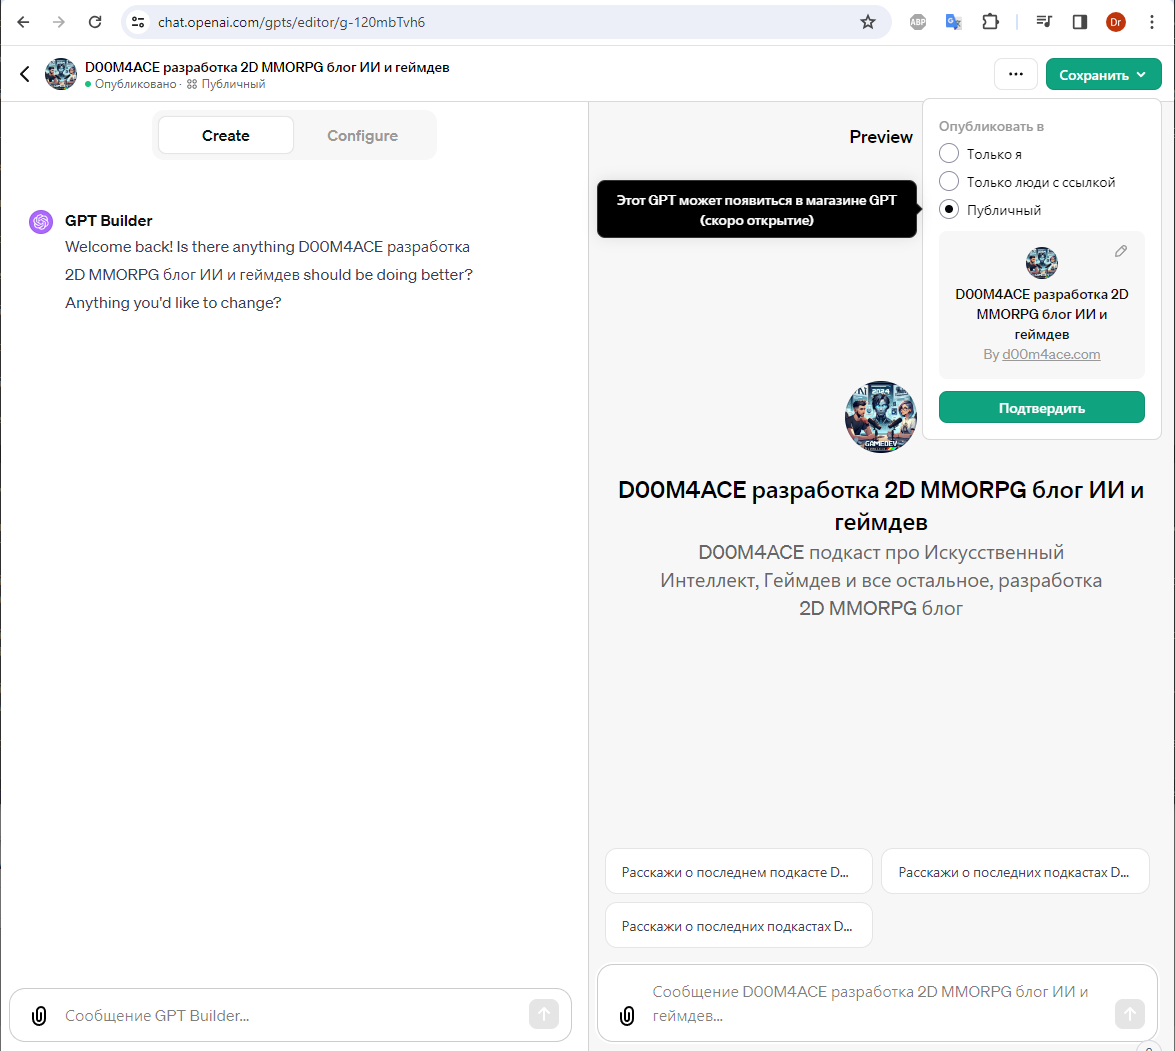 chat.openai.com/gpts/editor/g-120mbTvh6
ABP
Dr
D00M4ACE разработка 2D MMORPG блог ИИ и геймдев
Опубликовано · Публичный
Сохранить
Create
Configure
GPT Builder
Welcome back! Is there anything D00M4ACE разработка
2D MMORPG блог ИИ и геймдев should be doing better?
Anything you'd like to change?
Сообщение GPT Builder...
Preview
Этот GPT может появиться в магазине GPT
(скоро открытие)
Опубликовать в
Только я
Только люди с ссылкой
Публичный
D00M4ACE разработка 2D
MMORPG блог ИИ и
геймдев
By d00m4ace.com
Подтвердить
2024
GAMEDEV
D00M4ACE разработка 2D MMORPG блог ИИ и
геймдев
D00M4ACE подкаст про Искусственный
Интеллект, Геймдев и все остальное, разработка
2D MMORPG блог
Расскажи о последнем подкасте D...
Расскажи о последних подкастах D...
Расскажи о последних подкастах D...
Сообщение D00M4ACE разработка 2D MMORPG блог ИИ и
геймдев...